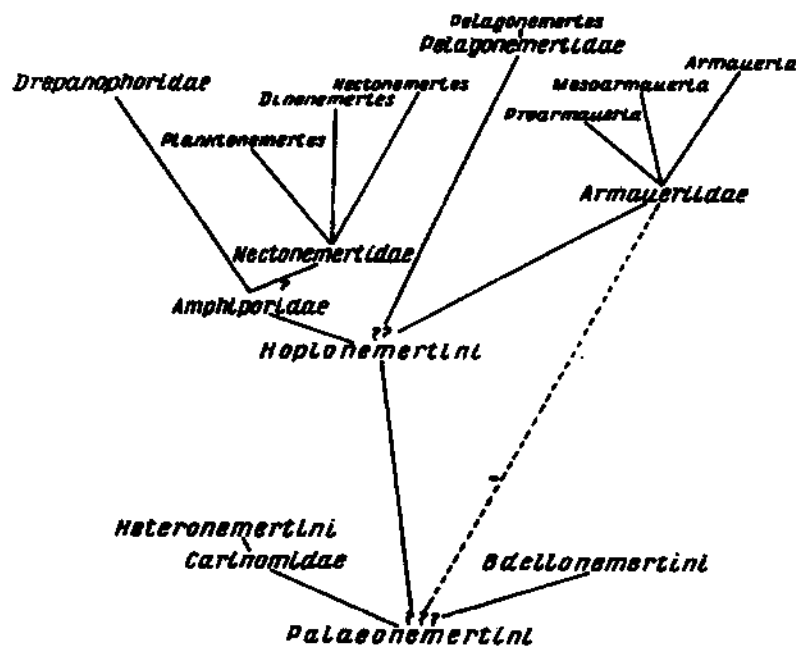 Pelagonemertes
Pelagonemertidae
Armaueria
Drepanophoridae
Nectonemertes
Mesoarmaueria
Dinonemertes
Proarmaueria
Planktonemertes
Armaueriidae
Nectonemertidae
?
Amphiporidae
??
Hoplonemertini
Heteronemertini
Carinomidae
Bdellonemertini
? ? ?
Palaeonemertini